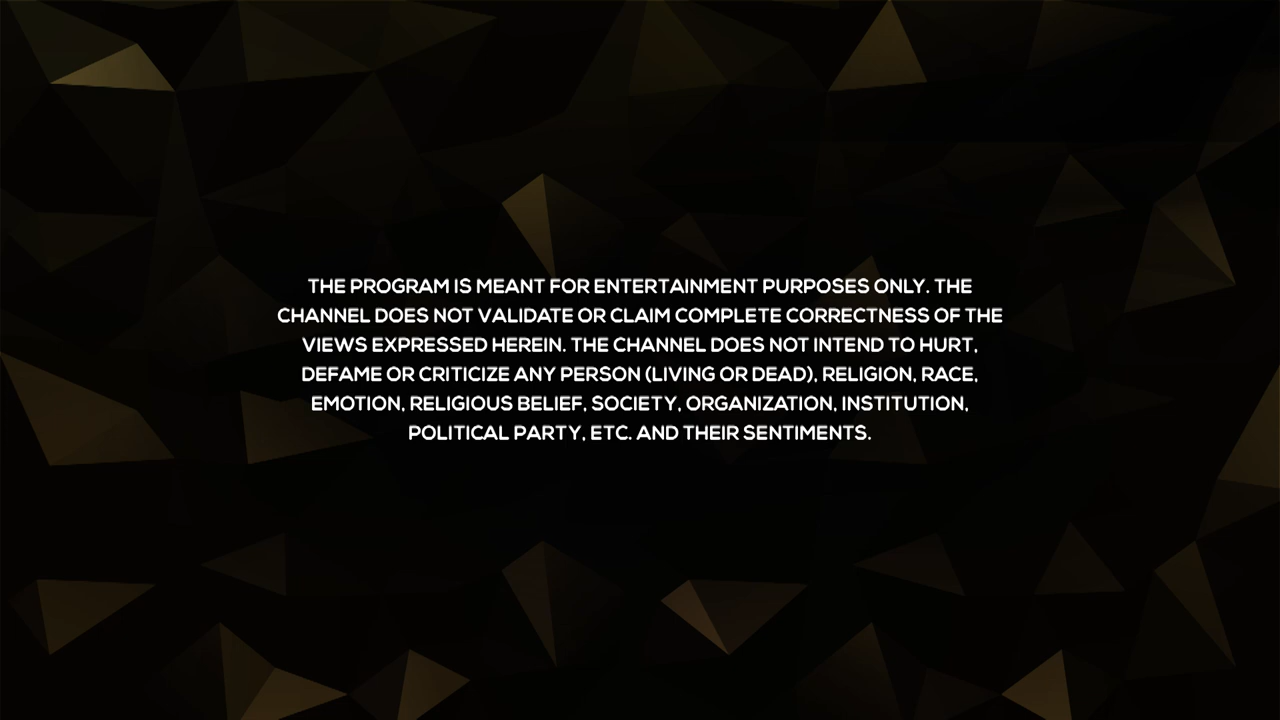 THE PROGRAM IS MEANT FOR ENTERTAINMENT PURPOSES ONLY. THE
CHANNEL DOES NOT VALIDATE OR CLAIM COMPLETE CORRECTNESS OF THE
VIEWS EXPRESSED HEREIN. THE CHANNEL DOES NOT INTEND TO HURT,
DEFAME OR CRITICIZE ANY PERSON (LIVING OR DEAD), RELIGION, RACE,
EMOTION, RELIGIOUS BELIEF, SOCIETY, ORGANIZATION, INSTITUTION,
POLITICAL PARTY, ETC. AND THEIR SENTIMENTS.